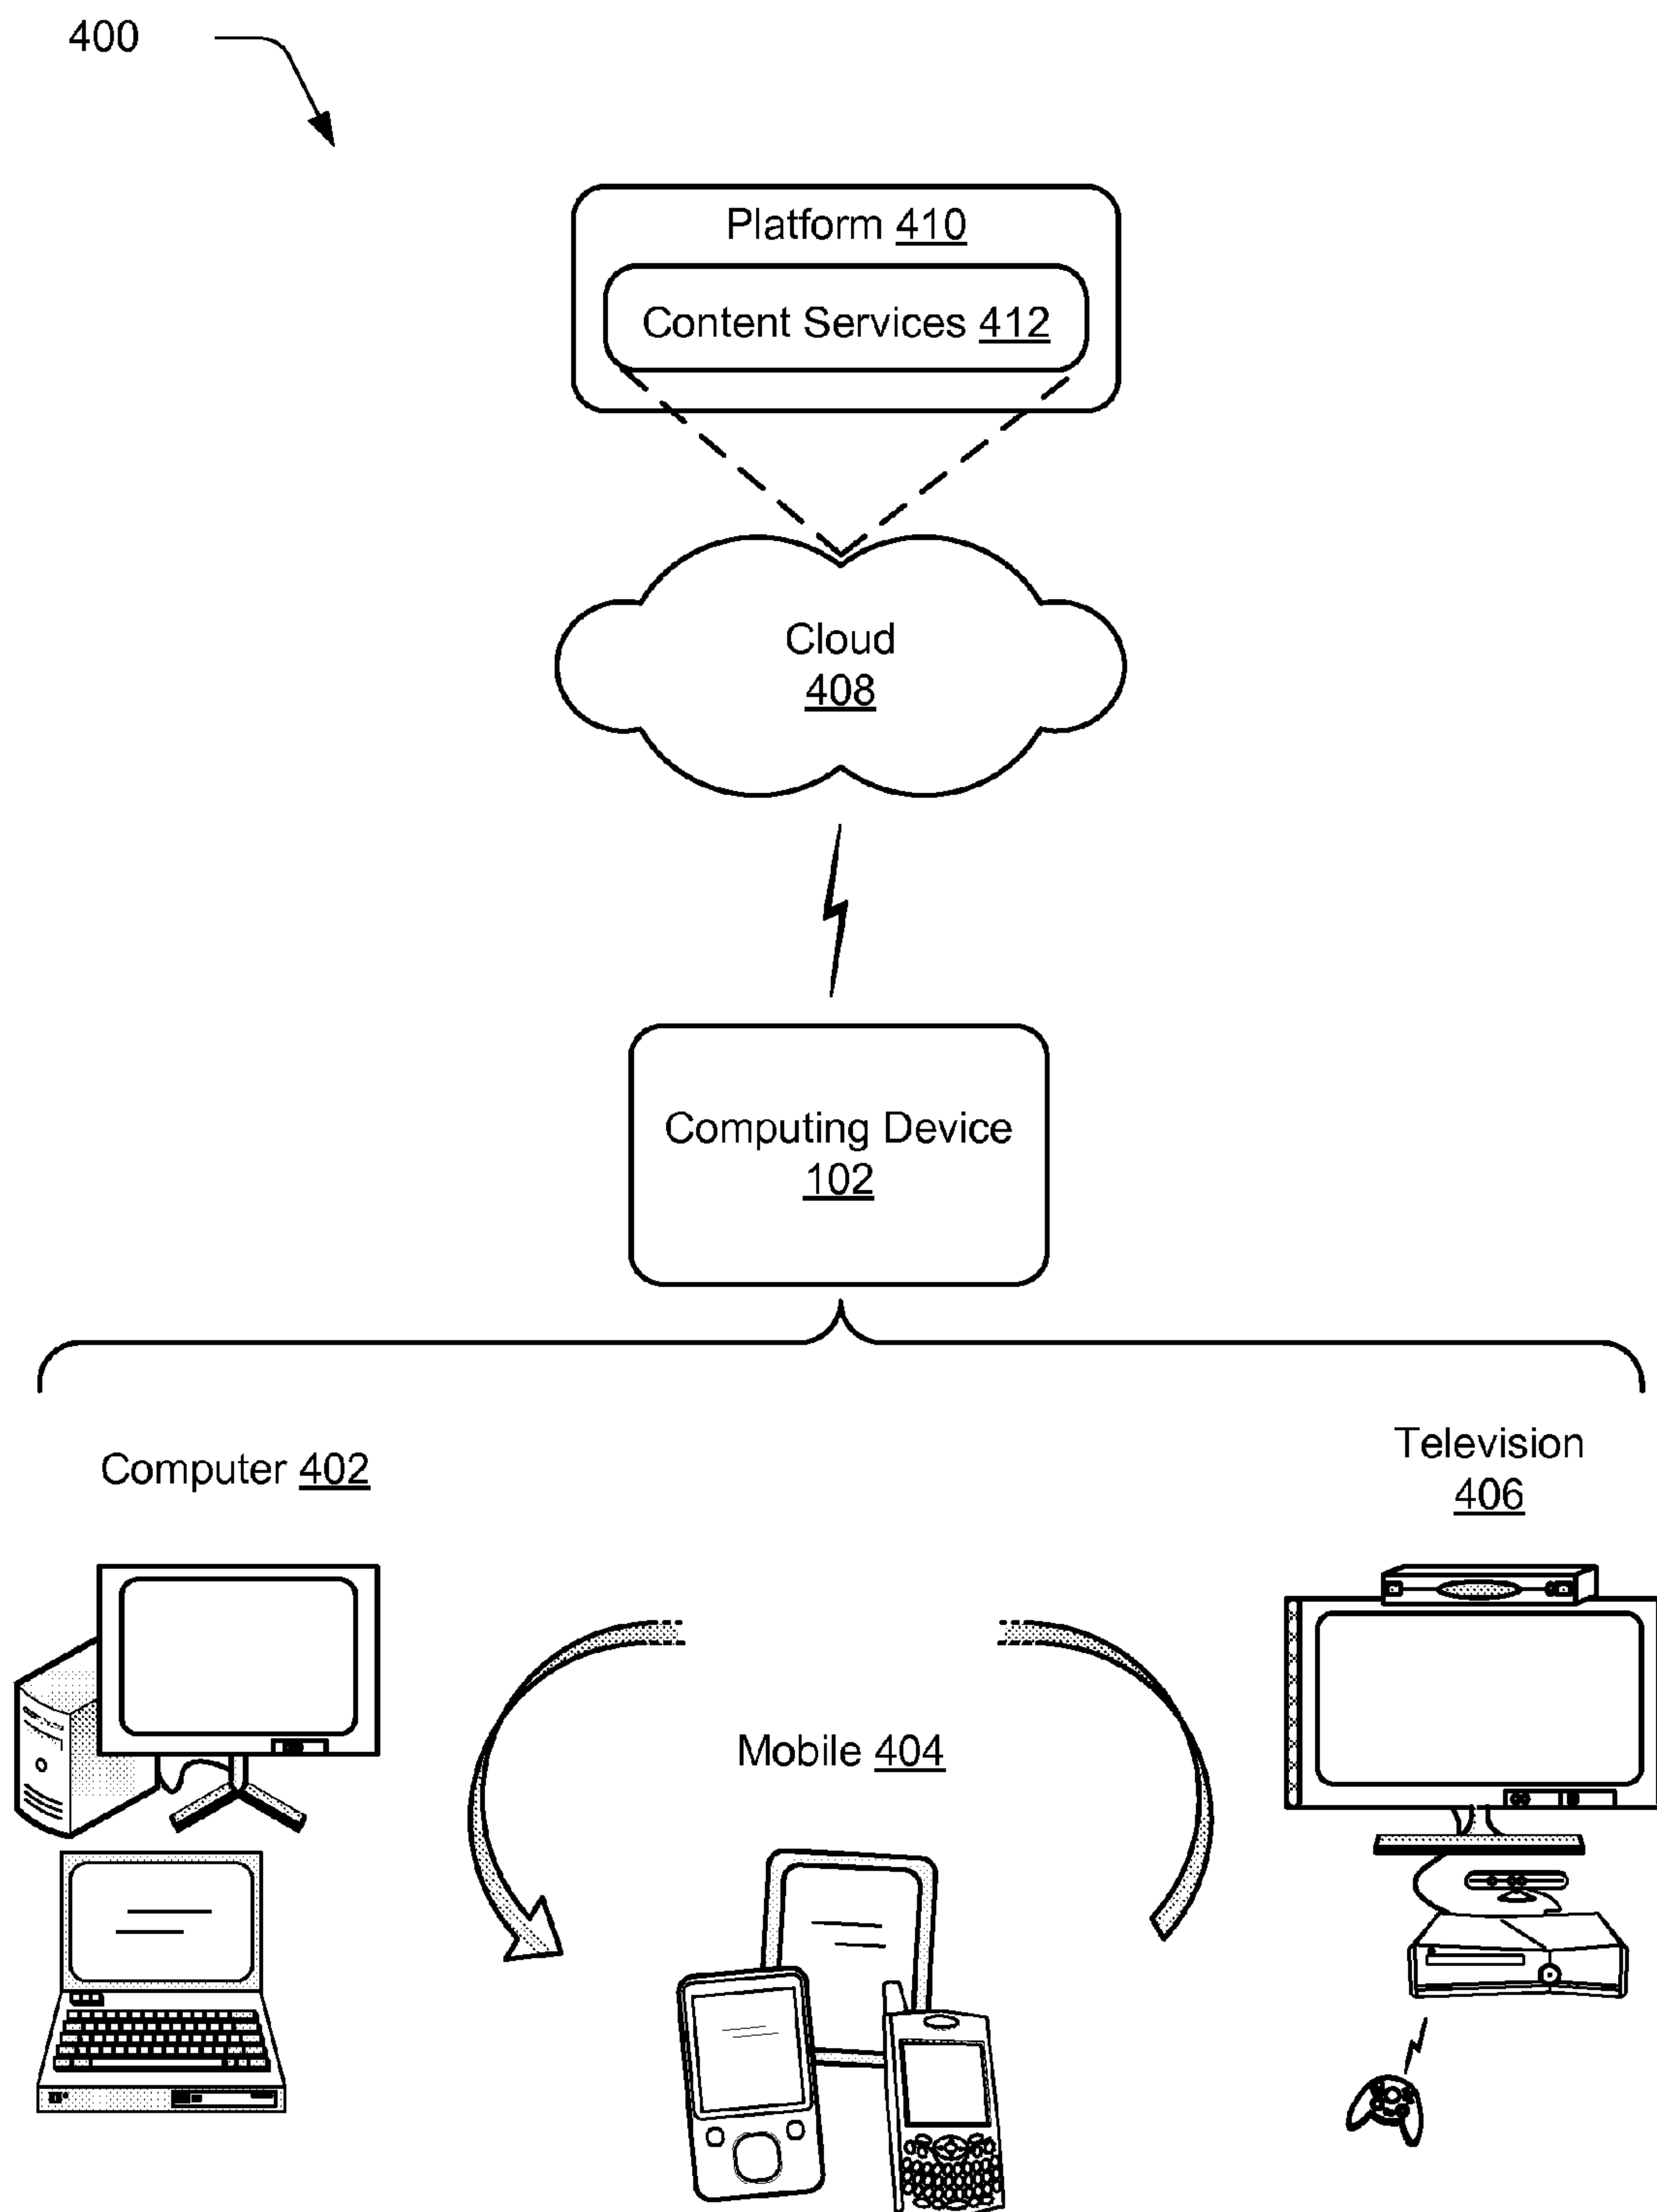 400
Platform 410
Content Services 412
Cloud
408
Computing Device
102
Computer 402
Television
406
Mobile 404